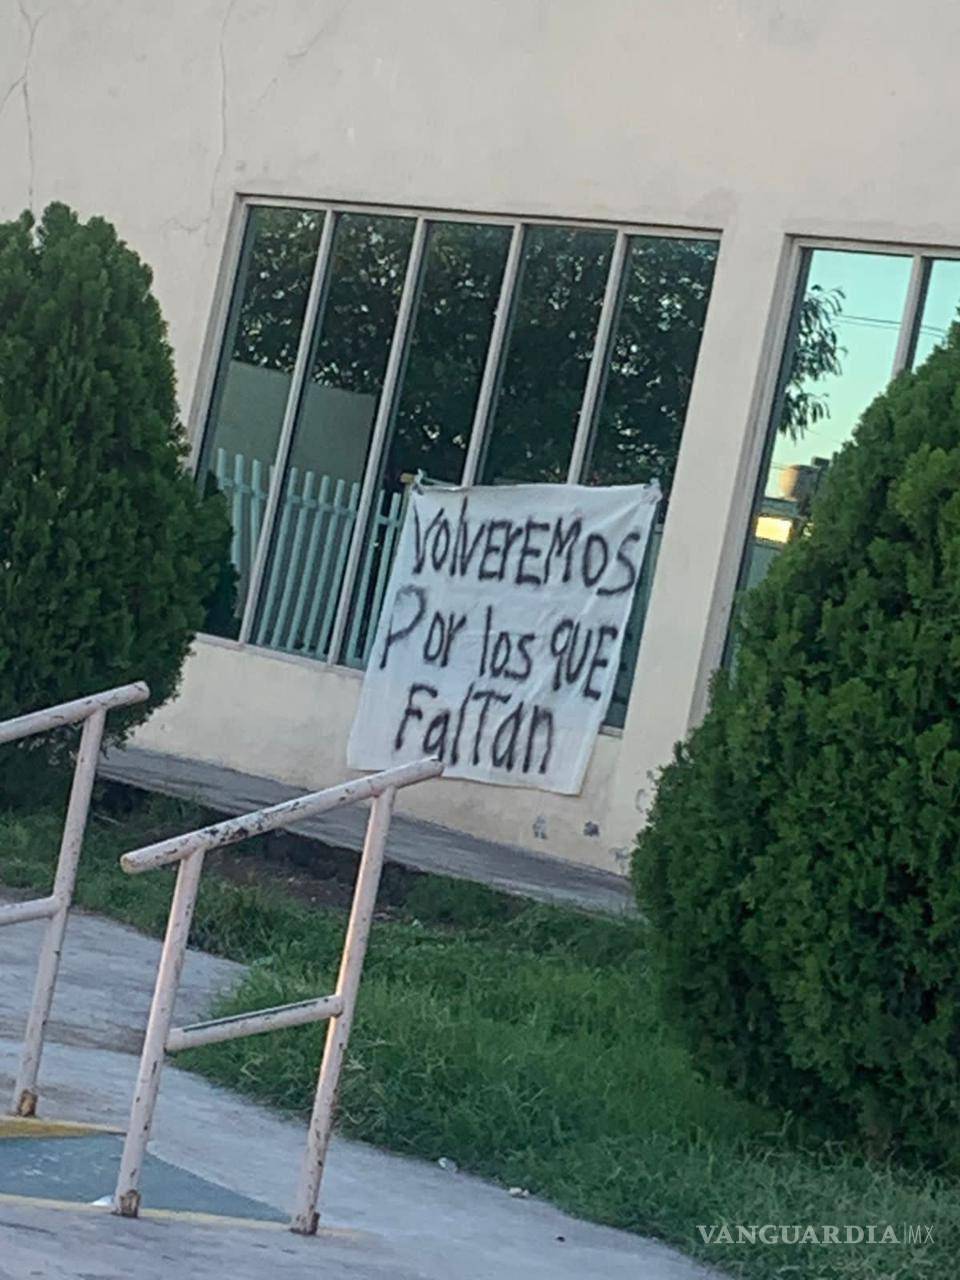 VOlVEREMOS
POr los QUE
FalTan
VANGUARDIA|MX